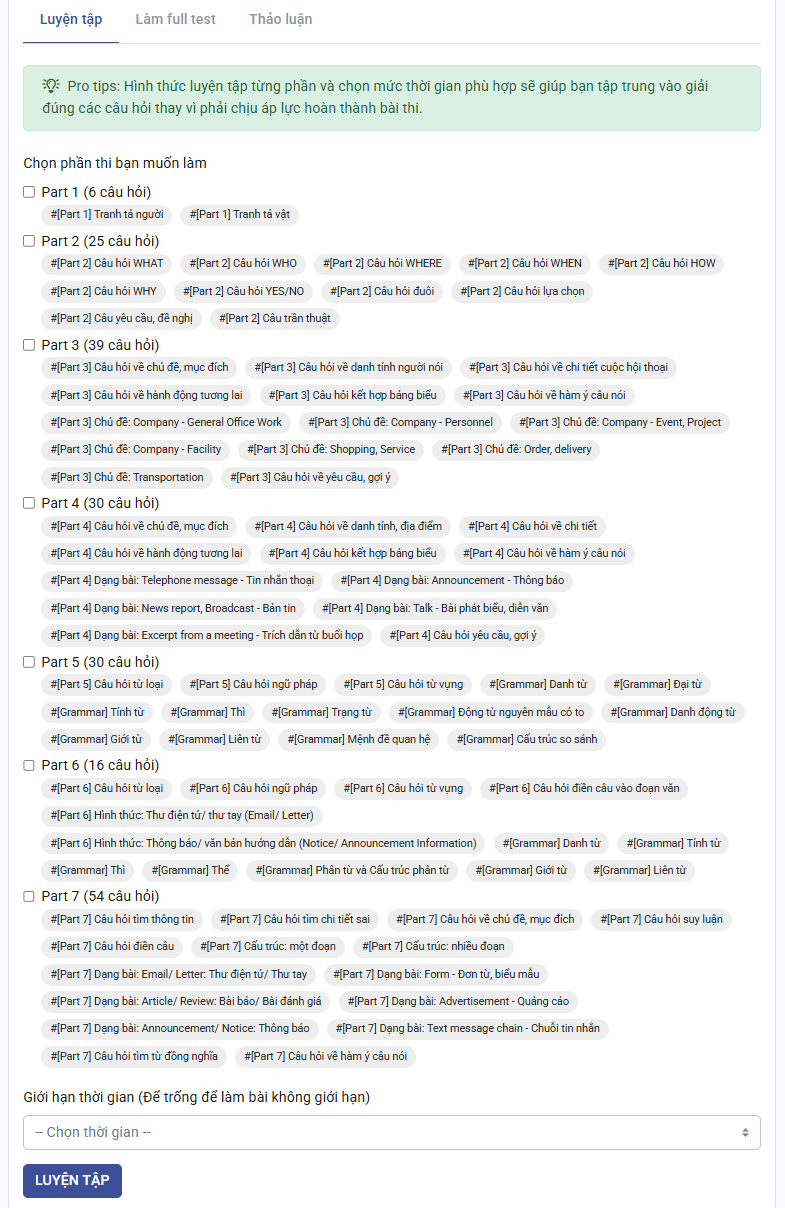 Luyện tập Làm full test Thảo luận
Pro tips: Hình thức luyện tập từng phần và chọn mức thời gian phù hợp sẽ giúp bạn tập trung vào giải
đúng các câu hỏi thay vì phải chịu áp lực hoàn thành bài thi.
Chọn phần thi bạn muốn làm
Part 1 (6 câu hỏi)
#[Part 1] Tranh tả người #[Part 1] Tranh tả vật
Part 2 (25 câu hỏi)
#[Part 2] Câu hỏi WHAT #[Part 2] Câu hỏi WHO #[Part 2] Câu hỏi WHERE #[Part 2] Câu hỏi WHEN #[Part 2] Câu hỏi HOW
#[Part 2] Câu hỏi WHY #[Part 2] Câu hỏi YES/NO #[Part 2] Câu hỏi đuôi #[Part 2] Câu hỏi lựa chọn
#[Part 2] Câu yêu cầu, đề nghị #[Part 2] Câu trần thuật
Part 3 (39 câu hỏi)
#[Part 3] Câu hỏi về chủ đề, mục đích #[Part 3] Câu hỏi về danh tính người nói #[Part 3] Câu hỏi về chi tiết cuộc hội thoại
#[Part 3] Câu hỏi về hành động tương lai #[Part 3] Câu hỏi kết hợp bảng biểu #[Part 3] Câu hỏi về hàm ý câu nói
#[Part 3] Chủ đề: Company - General Office Work #[Part 3] Chủ đề: Company - Personnel #[Part 3] Chủ đề: Company - Event, Project
#[Part 3] Chủ đề: Company - Facility #[Part 3] Chủ đề: Shopping, Service #[Part 3] Chủ đề: Order, delivery
#[Part 3] Chủ đề: Transportation #[Part 3] Câu hỏi về yêu cầu, gợi ý
Part 4 (30 câu hỏi)
#[Part 4] Câu hỏi về chủ đề, mục đích #[Part 4] Câu hỏi về danh tính, địa điểm #[Part 4] Câu hỏi về chi tiết
#[Part 4] Câu hỏi về hành động tương lai #[Part 4] Câu hỏi kết hợp bảng biểu #[Part 4] Câu hỏi về hàm ý câu nói
#[Part 4] Dạng bài: Telephone message - Tin nhắn thoại #[Part 4] Dạng bài: Announcement - Thông báo
#[Part 4] Dạng bài: News report, Broadcast - Bản tin #[Part 4] Dạng bài: Talk - Bài phát biểu, diễn văn
#[Part 4] Dạng bài: Excerpt from a meeting - Trích dẫn từ buổi họp #[Part 4] Câu hỏi yêu cầu, gợi ý
Part 5 (30 câu hỏi)
#[Part 5] Câu hỏi từ loại #[Part 5] Câu hỏi ngữ pháp #[Part 5] Câu hỏi từ vựng #[Grammar] Danh từ #[Grammar] Đại từ
#[Grammar] Tính từ #[Grammar] Thì #[Grammar] Trạng từ #[Grammar] Động từ nguyên mẫu có to #[Grammar] Danh động từ
#[Grammar] Giới từ #[Grammar] Liên từ #[Grammar] Mệnh đề quan hệ #[Grammar] Cấu trúc so sánh
Part 6 (16 câu hỏi)
#[Part 6] Câu hỏi từ loại #[Part 6] Câu hỏi ngữ pháp #[Part 6] Câu hỏi từ vựng #[Part 6] Câu hỏi điền câu vào đoạn văn
#[Part 6] Hình thức: Thư điện tử/ thư tay (Email/ Letter)
#[Part 6] Hình thức: Thông báo/ văn bản hướng dẫn (Notice/ Announcement Information) #[Grammar] Danh từ #[Grammar] Tính từ
#[Grammar] Thì #[Grammar] Thể #[Grammar] Phân từ và Cấu trúc phân từ #[Grammar] Giới từ #[Grammar] Liên từ
Part 7 (54 câu hỏi)
#[Part 7] Câu hỏi tìm thông tin #[Part 7] Câu hỏi tìm chi tiết sai #[Part 7] Câu hỏi về chủ đề, mục đích #[Part 7] Câu hỏi suy luận
#[Part 7] Câu hỏi điền câu #[Part 7] Cấu trúc: một đoạn #[Part 7] Cấu trúc: nhiều đoạn
#[Part 7] Dạng bài: Email/ Letter: Thư điện tử/ Thư tay #[Part 7] Dạng bài: Form - Đơn từ, biểu mẫu
#[Part 7] Dạng bài: Article/ Review: Bài báo/ Bài đánh giá #[Part 7] Dạng bài: Advertisement - Quảng cáo
#[Part 7] Dạng bài: Announcement/ Notice: Thông báo #[Part 7] Dạng bài: Text message chain - Chuỗi tin nhắn
#[Part 7] Câu hỏi tìm từ đồng nghĩa #[Part 7] Câu hỏi về hàm ý câu nói
Giới hạn thời gian (Để trống để làm bài không giới hạn)
-- Chọn thời gian --
LUYỆN TẬP